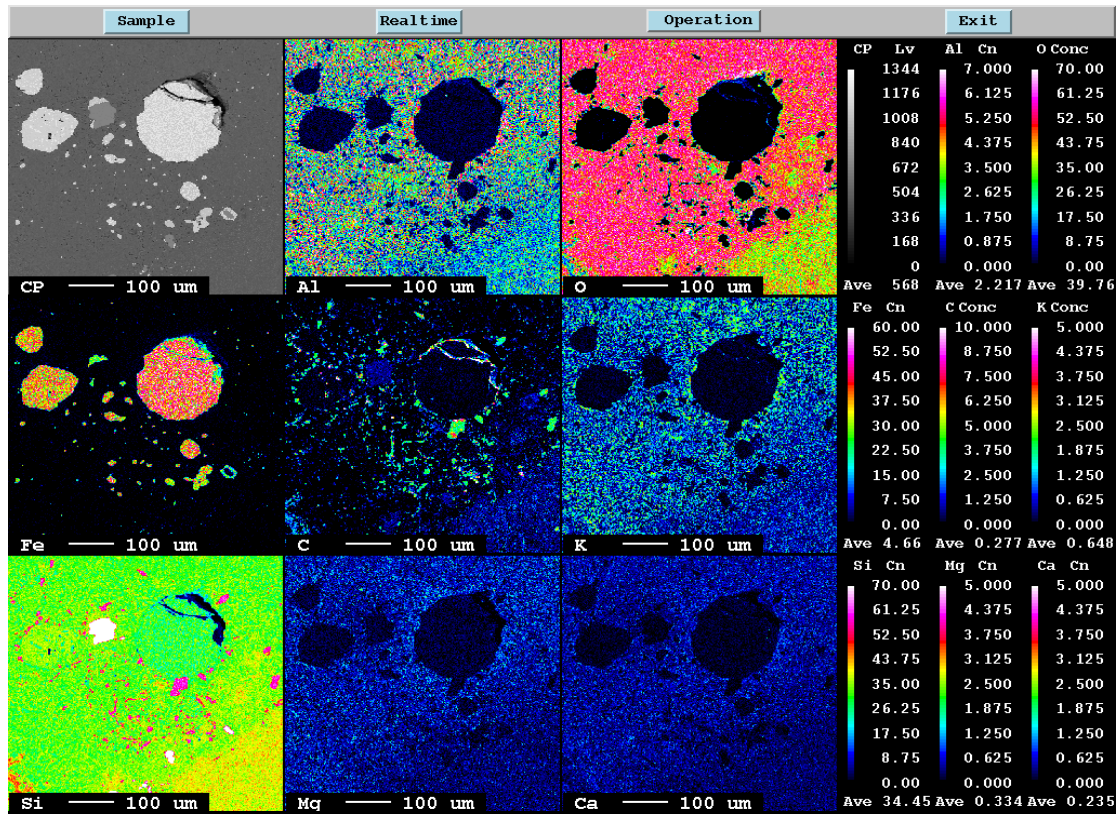 Sample Realtime Operation Exit
CP Lv Al Cn O Conc
1344 7.000 70.00
1176 6.125 61.25
1008 5.250 52.50
840 4.375 43.75
672 3.500 35.00
504 2.625 26.25
336 1.750 17.50
168 0.875 8.75
0 0.000 0.00
CP 100 um Al 100 um O 100 um Ave 568 Ave 2.217 Ave 39.76
Fe Cn C Conc K Conc
60.00 10.000 5.000
52.50 8.750 4.375
45.00 7.500 3.750
37.50 6.250 3.125
30.00 5.000 2.500
22.50 3.750 1.875
15.00 2.500 1.250
7.50 1.250 0.625
0.00 0.000 0.000
Fe 100 um C 100 um K 100 um Ave 4.66 Ave 0.277 Ave 0.648
Si Cn Mg Cn Ca Cn
70.00 5.000 5.000
61.25 4.375 4.375
52.50 3.750 3.750
43.75 3.125 3.125
35.00 2.500 2.500
26.25 1.875 1.875
17.50 1.250 1.250
8.75 0.625 0.625
0.00 0.000 0.000
Si 100 um Mg 100 um Ca 100 um Ave 34.45 Ave 0.334 Ave 0.235